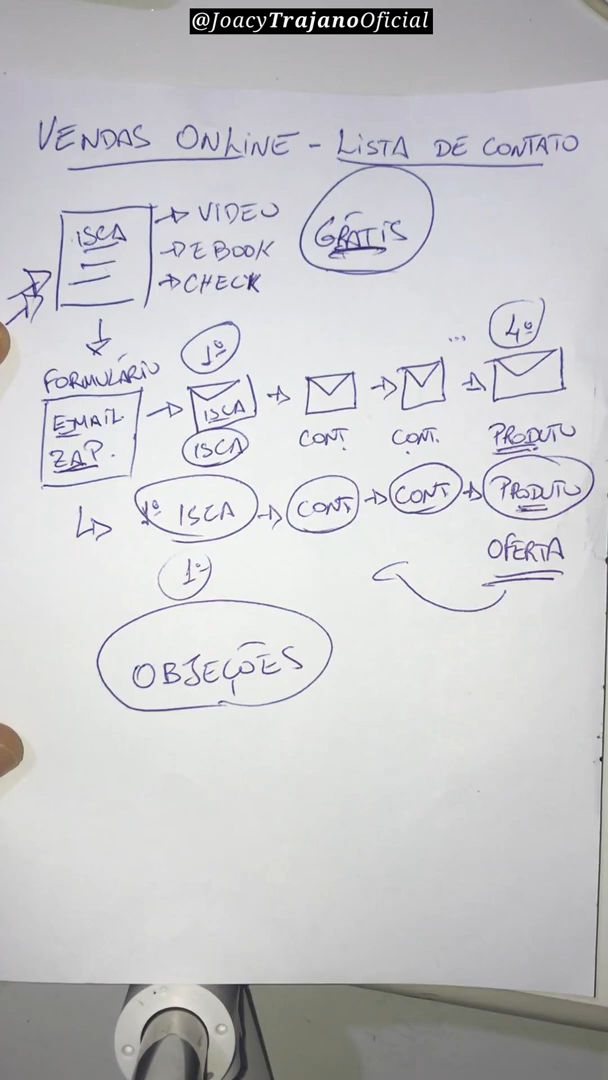 @JoacyTrajanoOficial
VENDAS ONLINE - LISTA DE CONTATO
ISCA
VIDEO
EBOOK
CHECK
GRÁTIS
FORMULÁRIO
EMAIL
ZAP.
1º
... 4º
ISCA
ISCA CONT. CONT. PRODUTO
1º ISCA CONT CONT PRODUTO
OFERTA
1º
OBJEÇÕES